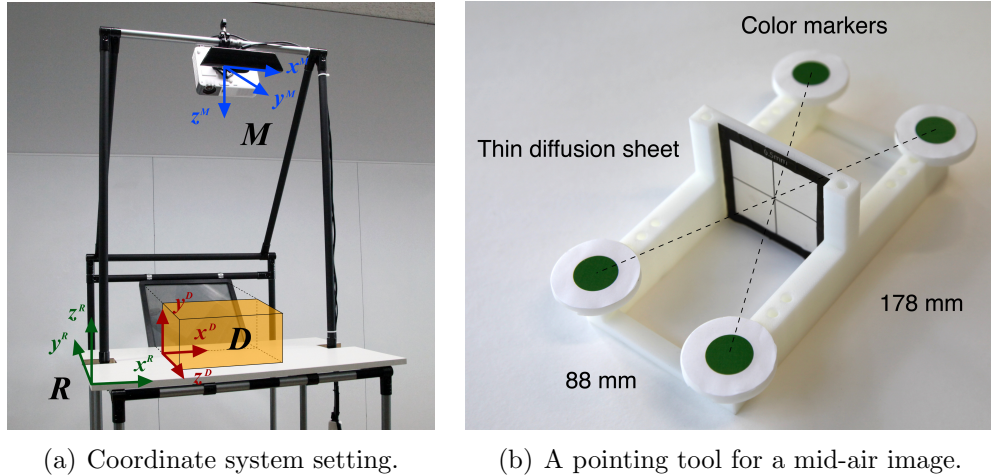 x^M
y^M
z^M
M
y^D
x^D
D
z^D
z^R
y^R
x^R
R
Color markers
Thin diffusion sheet
178 mm
88 mm
(a) Coordinate system setting.
(b) A pointing tool for a mid-air image.